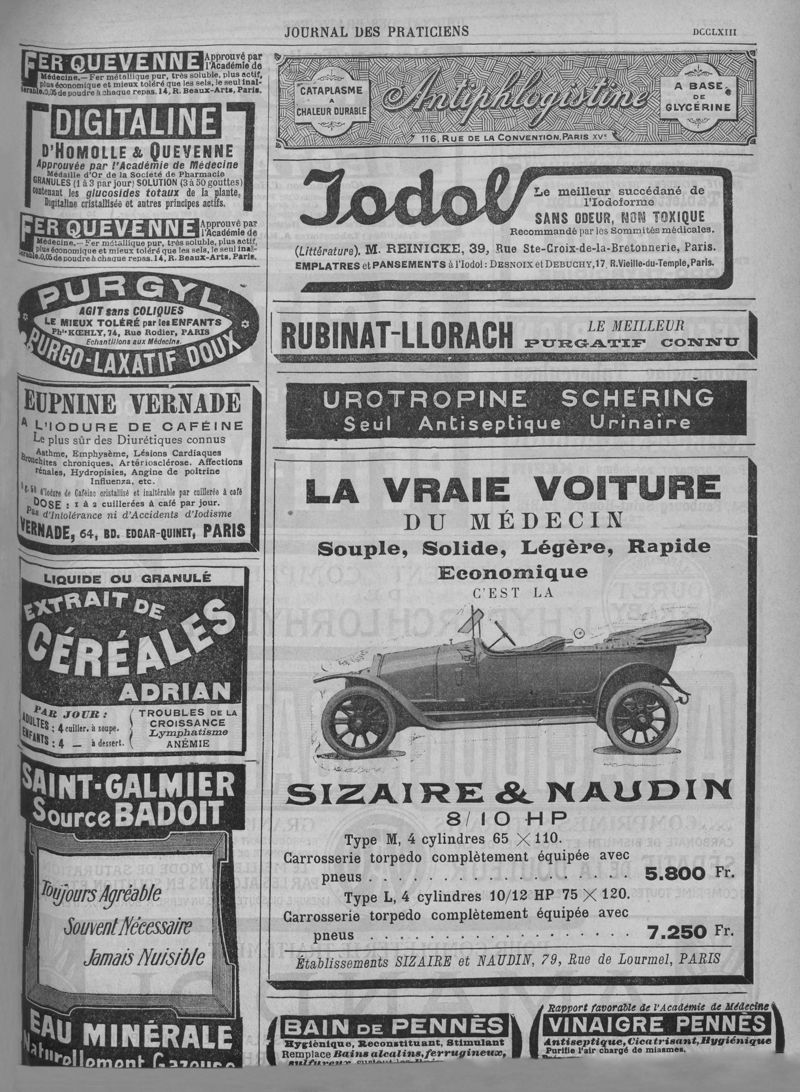 JOURNAL DES PRATICIENS
DCCLXIII
FER QUEVENNE Approuvé par
l'Académie de
Médecine.—Fer métallique pur, très soluble, plus actif,
plus économique et mieux toléré que les sels, le seul inal-
térable. 0,05 de poudre à chaque repas. 14, R. Beaux-Arts, Paris.
DIGITALINE
D'HOMOLLE & QUEVENNE
Approuvée par l'Académie de Médecine
Médaille d'Or de la Société de Pharmacie
GRANULES (1 à 3 par jour) SOLUTION (3 à 50 gouttes)
contenant les glucosides totaux de la plante,
Digitaline cristallisée et autres principes actifs.
FER QUEVENNE Approuvé par
l'Académie de
Médecine.—Fer métallique pur, très soluble, plus actif,
plus économique et mieux toléré que les sels, le seul inal-
térable. 0,05 de poudre à chaque repas. 14, R. Beaux-Arts, Paris.
PURGYL
AGIT sans COLIQUES
LE MIEUX TOLÉRÉ par les ENFANTS
Phie KŒHLY, 74, Rue Rodier, PARIS
Echantillons aux Médecins.
PURGO-LAXATIF DOUX
EUPNINE VERNADE
A L'IODURE DE CAFÉINE
Le plus sûr des Diurétiques connus
Asthme, Emphysème, Lésions Cardiaques
Bronchites chroniques, Artériosclérose. Affections
rénales, Hydropisies, Angine de poitrine
Influenza, etc.
d'Iodure de Caféine cristallisé et inaltérable par cuillerée à café
DOSE : 1 à 2 cuillerées à café par jour.
Pas d'Intolérance ni d'Accidents d'Iodisme
VERNADE, 64, BD. EDGAR-QUINET, PARIS
LIQUIDE OU GRANULÉ
EXTRAIT DE
CÉRÉALES
ADRIAN
PAR JOUR :
ADULTES : 4 cuiller. à soupe.
ENFANTS : 4 — à dessert.
TROUBLES DE LA
CROISSANCE
Lymphatisme
ANÉMIE
SAINT-GALMIER
Source BADOIT
Toujours Agréable
Souvent Nécessaire
Jamais Nuisible
EAU MINÉRALE
Naturellement Gazeuse
CATAPLASME
A
CHALEUR DURABLE
Antiphlogistine
A BASE
DE
GLYCÉRINE
116, RUE DE LA CONVENTION, PARIS XVe
Iodol
Le meilleur succédané de
l'Iodoforme
SANS ODEUR, NON TOXIQUE
Recommandé par les Sommités médicales.
(Littérature). M. REINICKE, 39, Rue Ste-Croix-de-la-Bretonnerie, Paris.
EMPLATRES et PANSEMENTS à l'Iodol : DESNOIX et DEBUCHY, 17, R. Vieille-du-Temple, Paris.
RUBINAT-LLORACH
LE MEILLEUR
PURGATIF CONNU
UROTROPINE SCHERING
Seul Antiseptique Urinaire
LA VRAIE VOITURE
DU MÉDECIN
Souple, Solide, Légère, Rapide
Economique
C'EST LA
SIZAIRE & NAUDIN
8/10 HP
Type M, 4 cylindres 65 × 110.
Carrosserie torpedo complètement équipée avec
pneus . . . . . . . . . . . . . . . . . 5.800 Fr.
Type L, 4 cylindres 10/12 HP 75 × 120.
Carrosserie torpedo complètement équipée avec
pneus . . . . . . . . . . . . . . . . . 7.250 Fr.
Établissements SIZAIRE et NAUDIN, 79, Rue de Lourmel, PARIS
BAIN DE PENNÈS
Hygiénique, Reconstituant, Stimulant
Remplace Bains alcalins, ferrugineux,
sulfureux
Rapport favorable de l'Académie de Médecine
VINAIGRE PENNÈS
Antiseptique, Cicatrisant, Hygiénique
Purifie l'air chargé de miasmes.